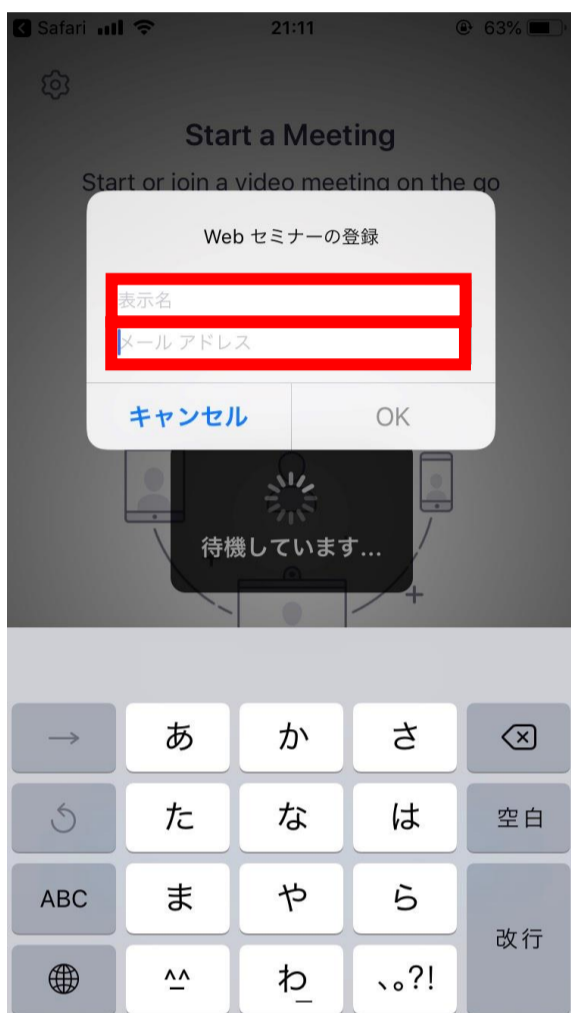 Safari 21:11 63%
Start a Meeting
Start or join a video meeting on the go
Web セミナーの登録
表示名
メール アドレス
キャンセル OK
待機しています...
→ あ か さ
た な は 空白
ABC ま や ら
改行
^^ わ_ 、。?!